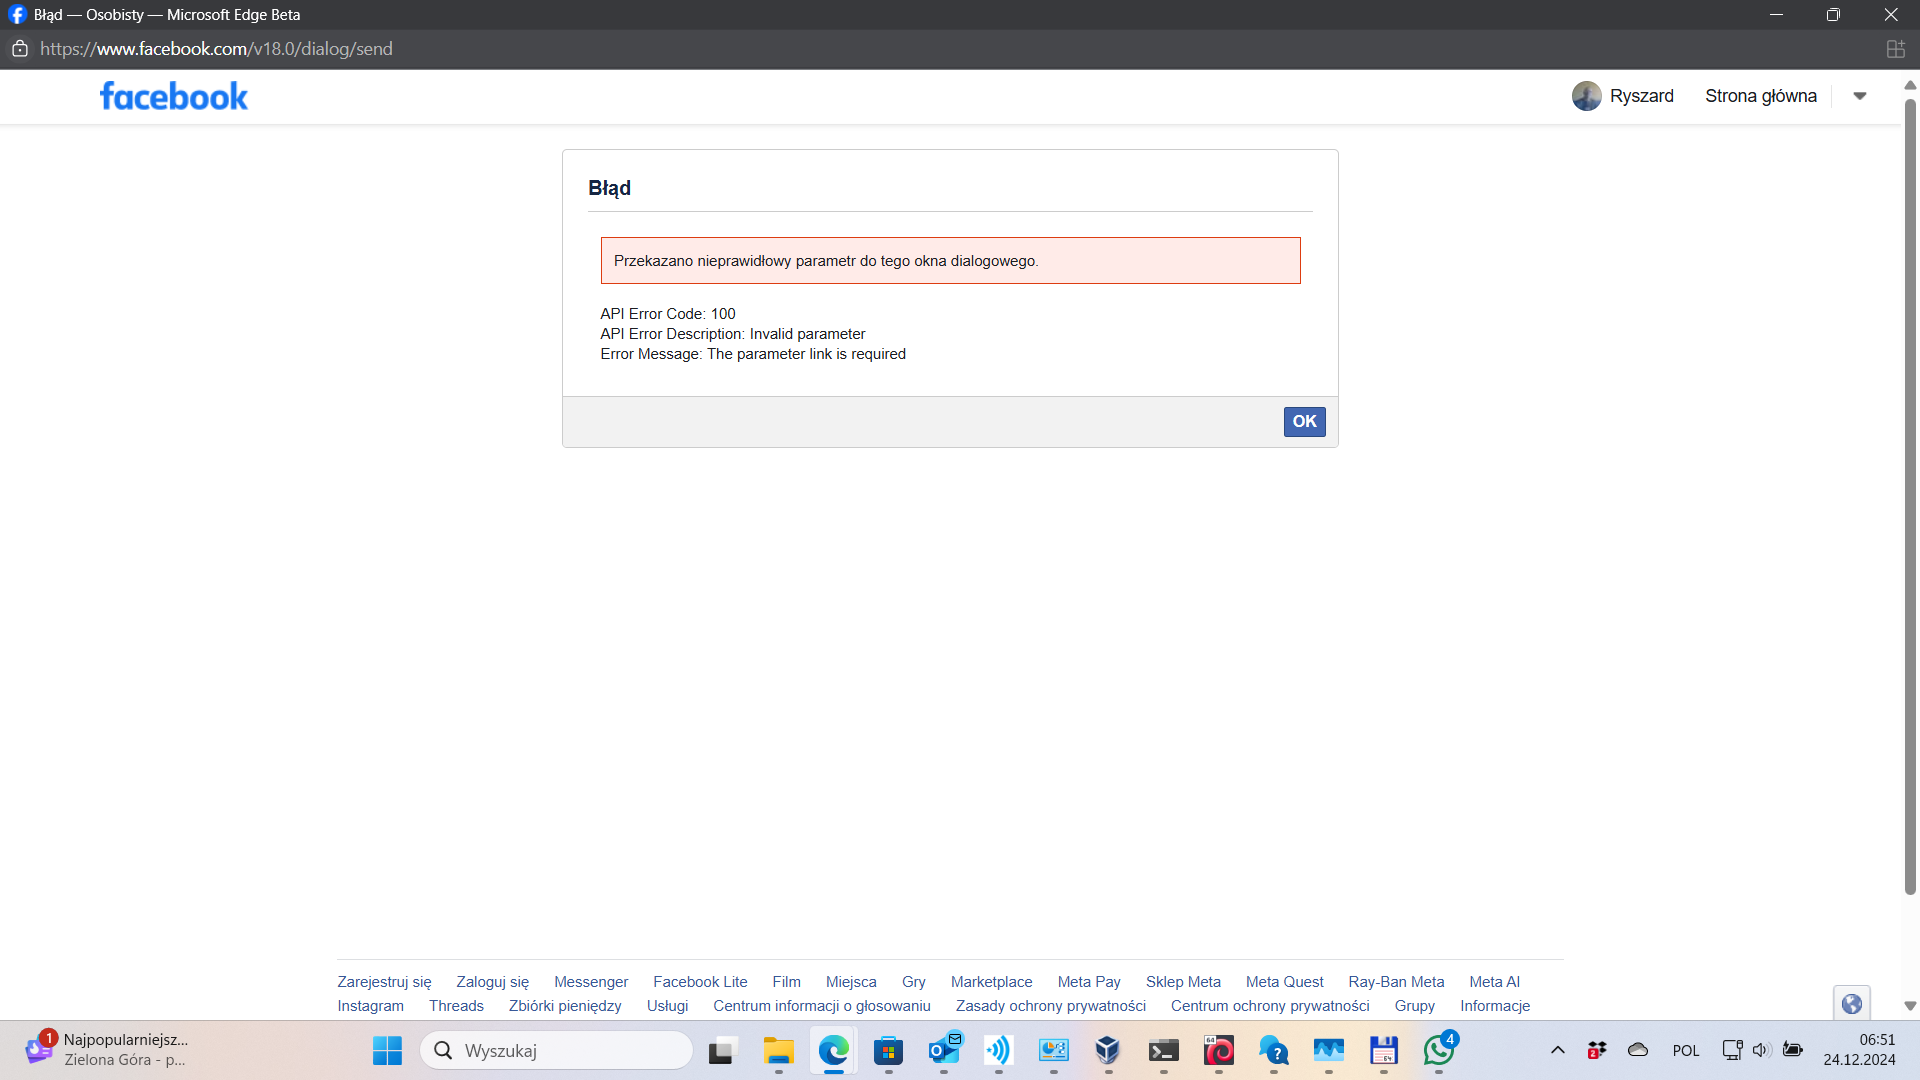 Błąd — Osobisty — Microsoft Edge Beta
https://www.facebook.com/v18.0/dialog/send
facebook
Ryszard Strona główna
Błąd
Przekazano nieprawidłowy parametr do tego okna dialogowego.
API Error Code: 100
API Error Description: Invalid parameter
Error Message: The parameter link is required
OK
Zarejestruj się Zaloguj się Messenger Facebook Lite Film Miejsca Gry Marketplace Meta Pay Sklep Meta Meta Quest Ray-Ban Meta Meta AI
Instagram Threads Zbiórki pieniędzy Usługi Centrum informacji o głosowaniu Zasady ochrony prywatności Centrum ochrony prywatności Grupy Informacje
1 Najpopularniejsz...
Zielona Góra - p...
Wyszukaj
64
64
4
2
POL
06:51
24.12.2024